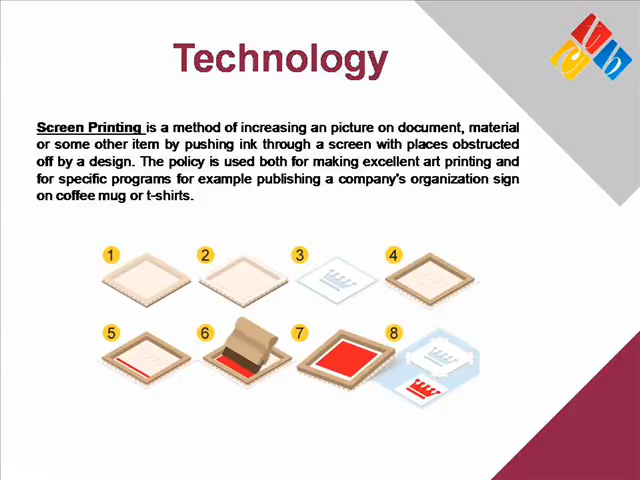 Technology
Screen Printing is a method of increasing an picture on document, material
or some other item by pushing ink through a screen with places obstructed
off by a design. The policy is used both for making excellent art printing and
for specific programs for example publishing a company's organization sign
on coffee mug or t-shirts.
1 2 3 4
5 6 7 8